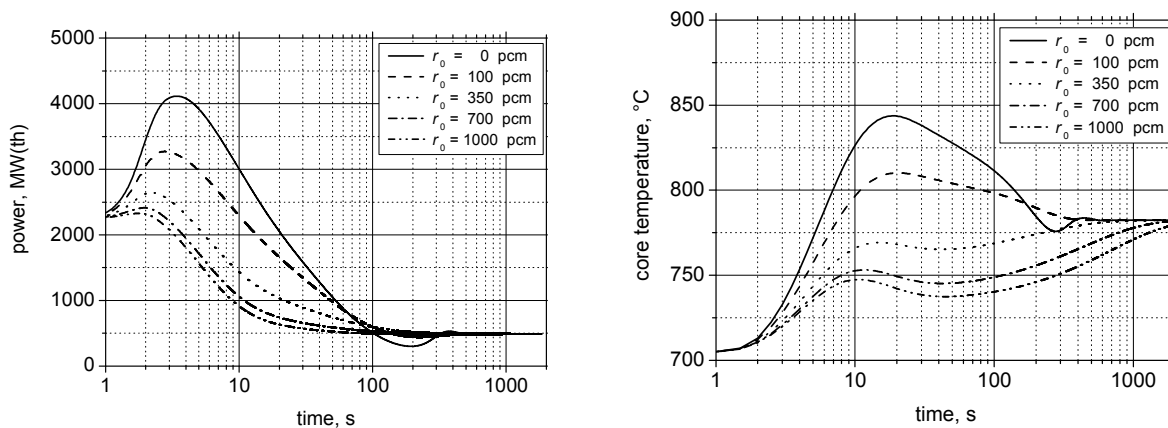 5000
4000
3000
2000
1000
0
power, MW(th)
1
10
100
1000
time, s
r0 = 0 pcm
r0 = 100 pcm
r0 = 350 pcm
r0 = 700 pcm
r0 = 1000 pcm
900
850
800
750
700
core temperature, °C
1
10
100
1000
time, s
r0 = 0 pcm
r0 = 100 pcm
r0 = 350 pcm
r0 = 700 pcm
r0 = 1000 pcm